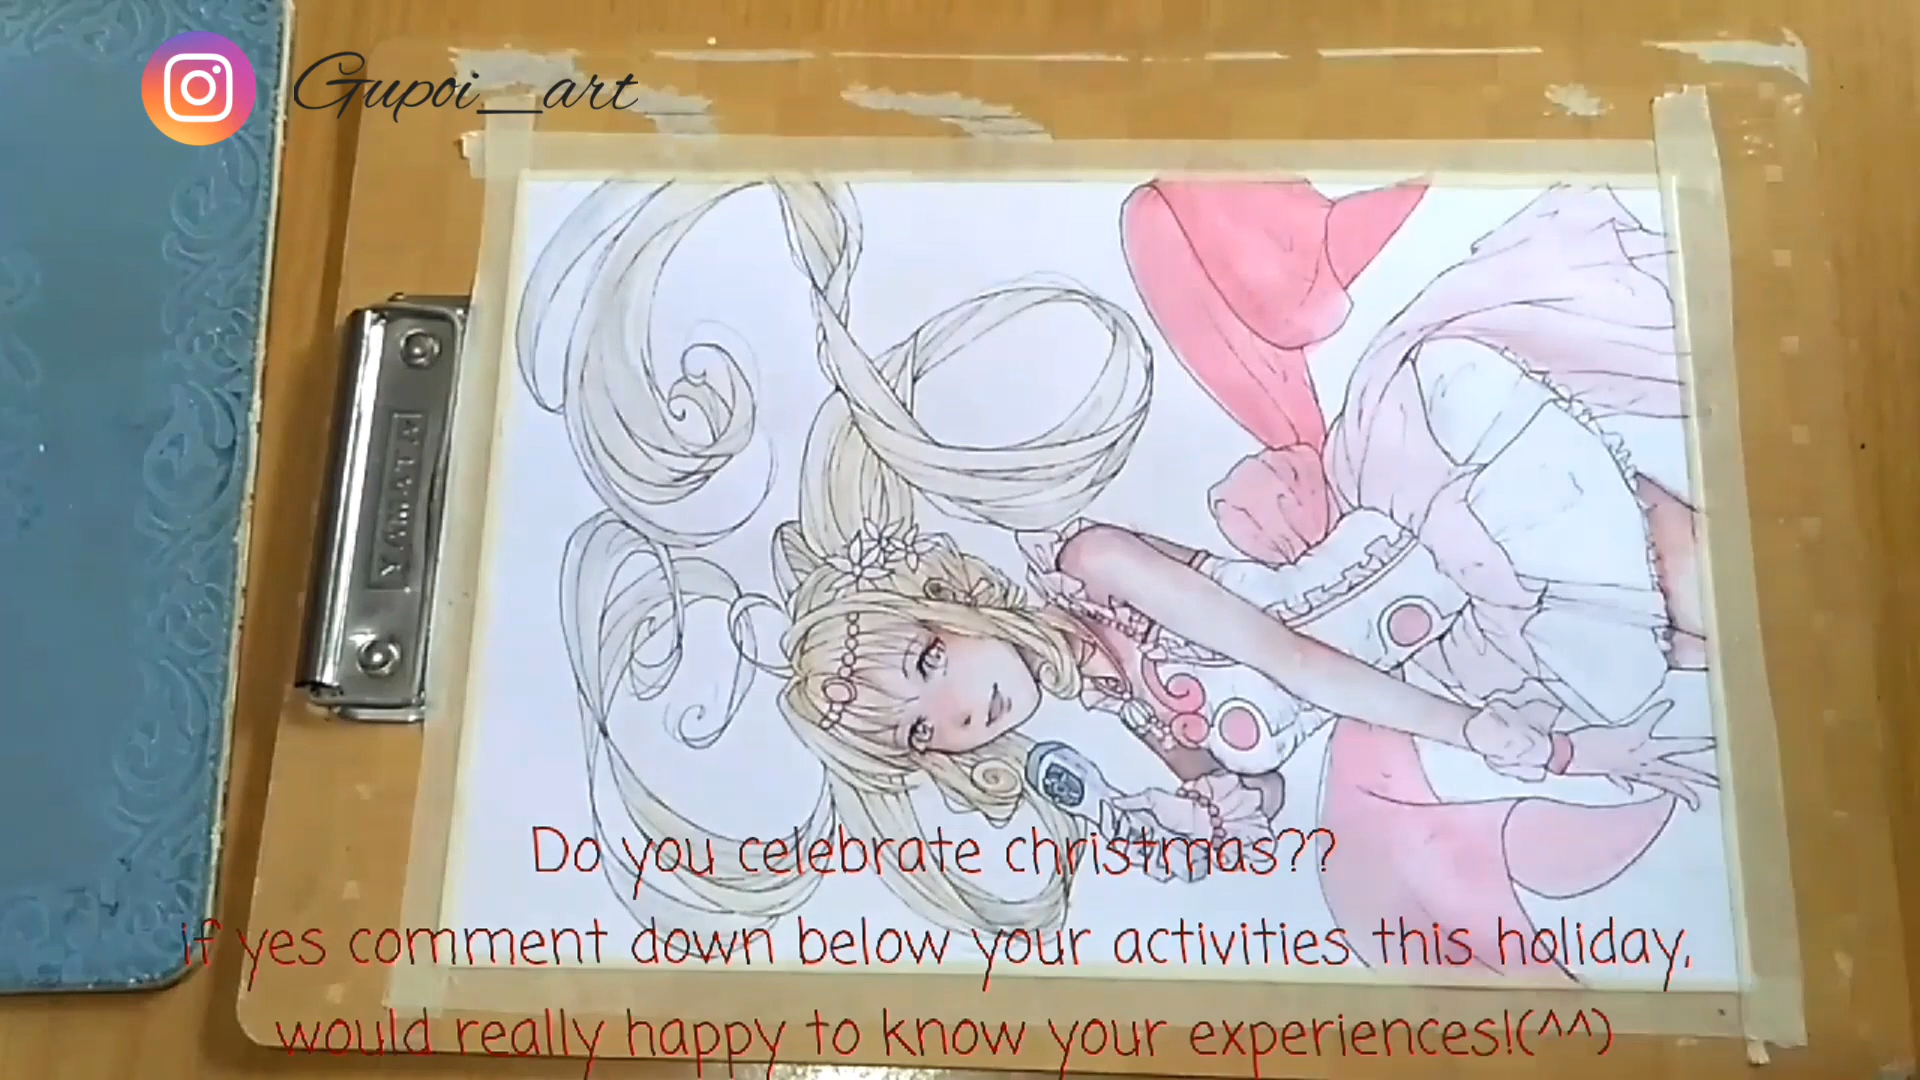 Gupoi_art
YAMATA
Do you celebrate christmas??
if yes comment down below your activities this holiday,
would really happy to know your experiences!(^^)